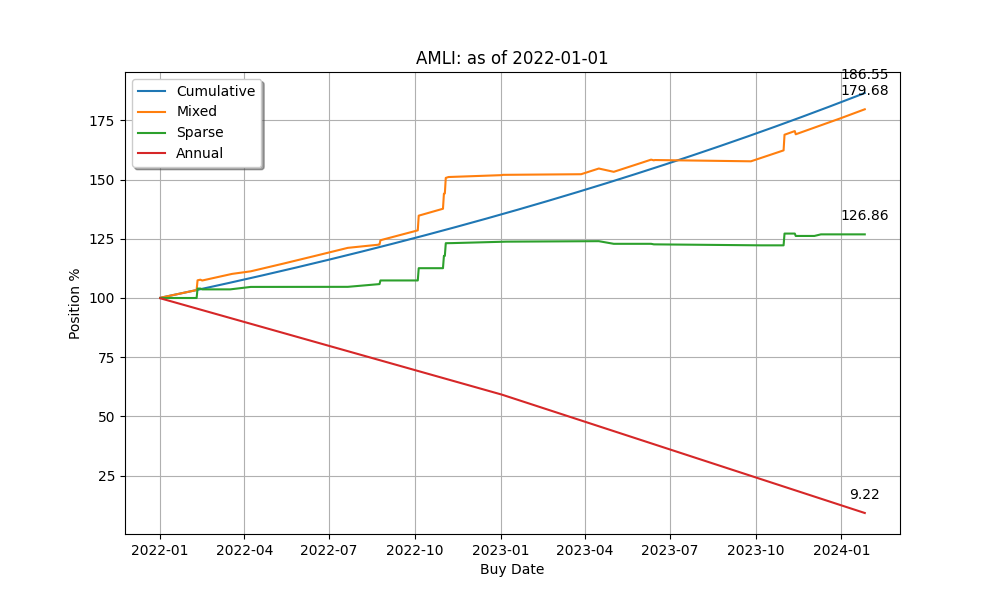 AMLI: as of 2022-01-01
186.55
179.68
126.86
9.22
Cumulative
Mixed
Sparse
Annual
Position %
175
150
125
100
75
50
25
2022-01 2022-04 2022-07 2022-10 2023-01 2023-04 2023-07 2023-10 2024-01
Buy Date